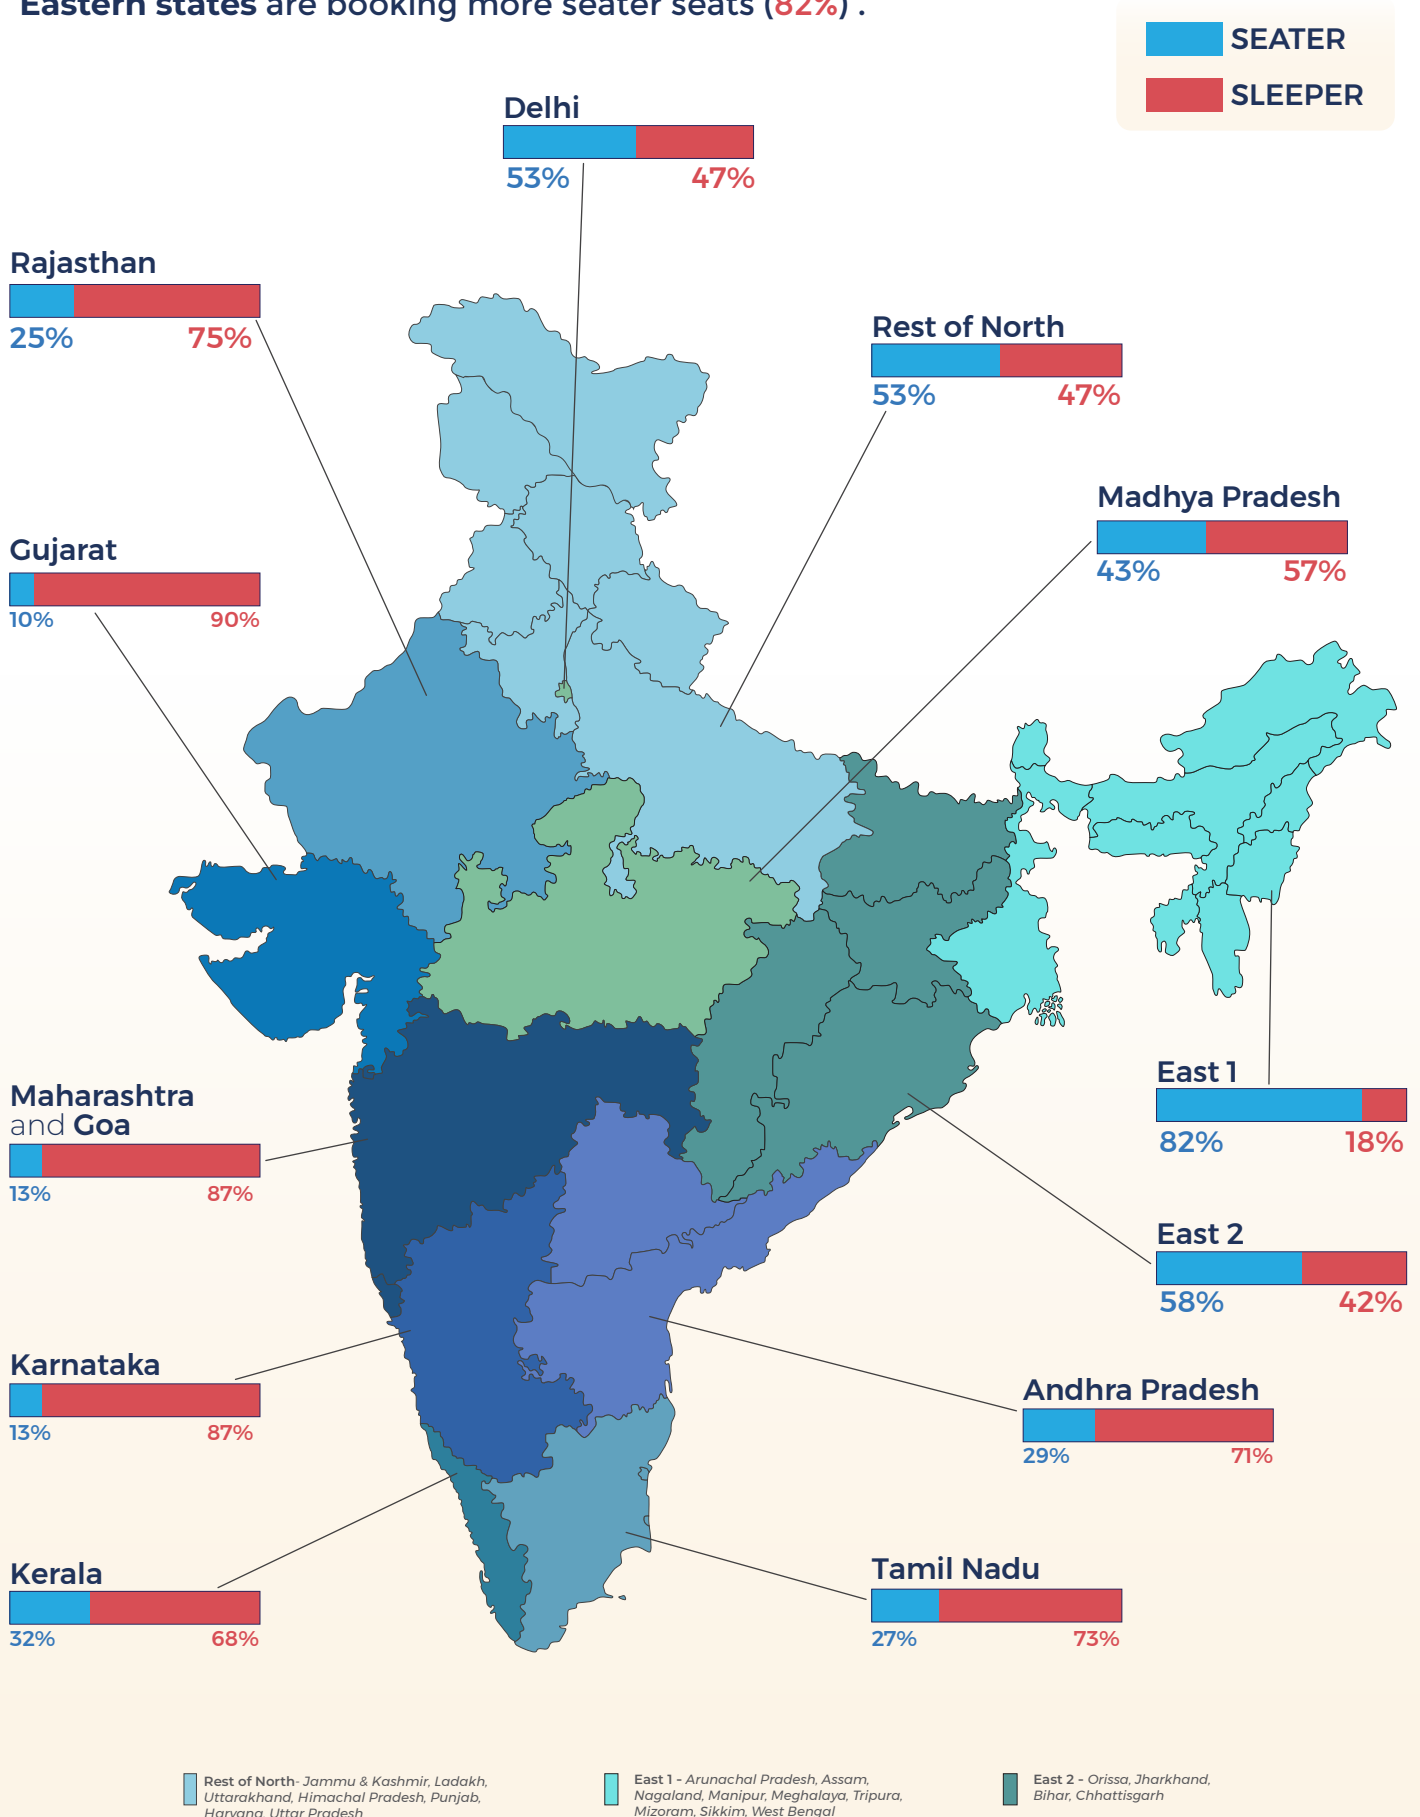 Eastern states are booking more seater seats (82%) .
SEATER
SLEEPER
Delhi
53% 47%
Rajasthan
25% 75%
Rest of North
53% 47%
Madhya Pradesh
43% 57%
Gujarat
10% 90%
East 1
82% 18%
Maharashtra
and Goa
13% 87%
East 2
58% 42%
Karnataka
13% 87%
Andhra Pradesh
29% 71%
Kerala
32% 68%
Tamil Nadu
27% 73%
Rest of North- Jammu & Kashmir, Ladakh,
Uttarakhand, Himachal Pradesh, Punjab,
Haryana, Uttar Pradesh
East 1 - Arunachal Pradesh, Assam,
Nagaland, Manipur, Meghalaya, Tripura,
Mizoram, Sikkim, West Bengal
East 2 - Orissa, Jharkhand,
Bihar, Chhattisgarh